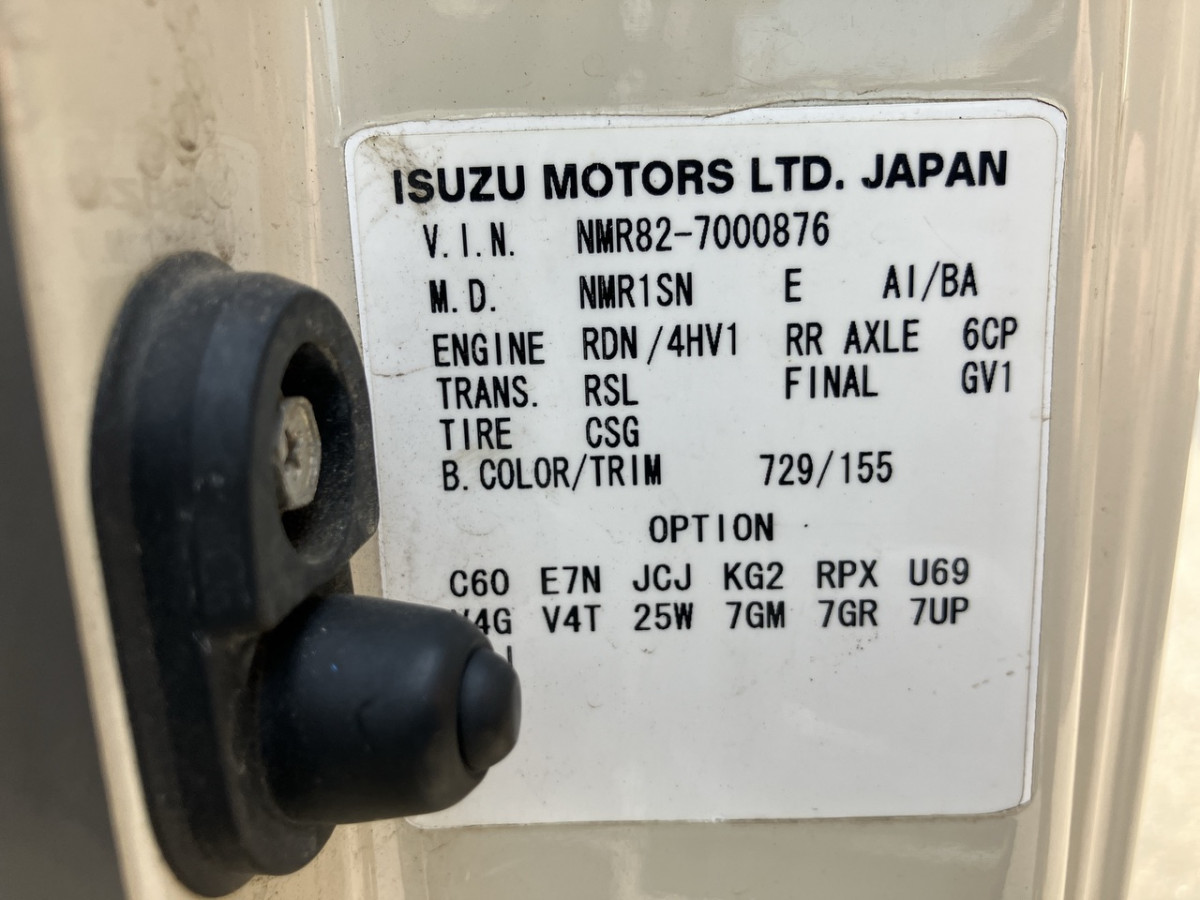 ISUZU MOTORS LTD. JAPAN
V.I.N. NMR82-7000876
M.D. NMR1SN E AI/BA
ENGINE RDN/4HV1 RR AXLE 6CP
TRANS. RSL FINAL GV1
TIRE CSG
B.COLOR/TRIM 729/155
OPTION
C60 E7N JCJ KG2 RPX U69
V4T 25W 7GM 7GR 7UP